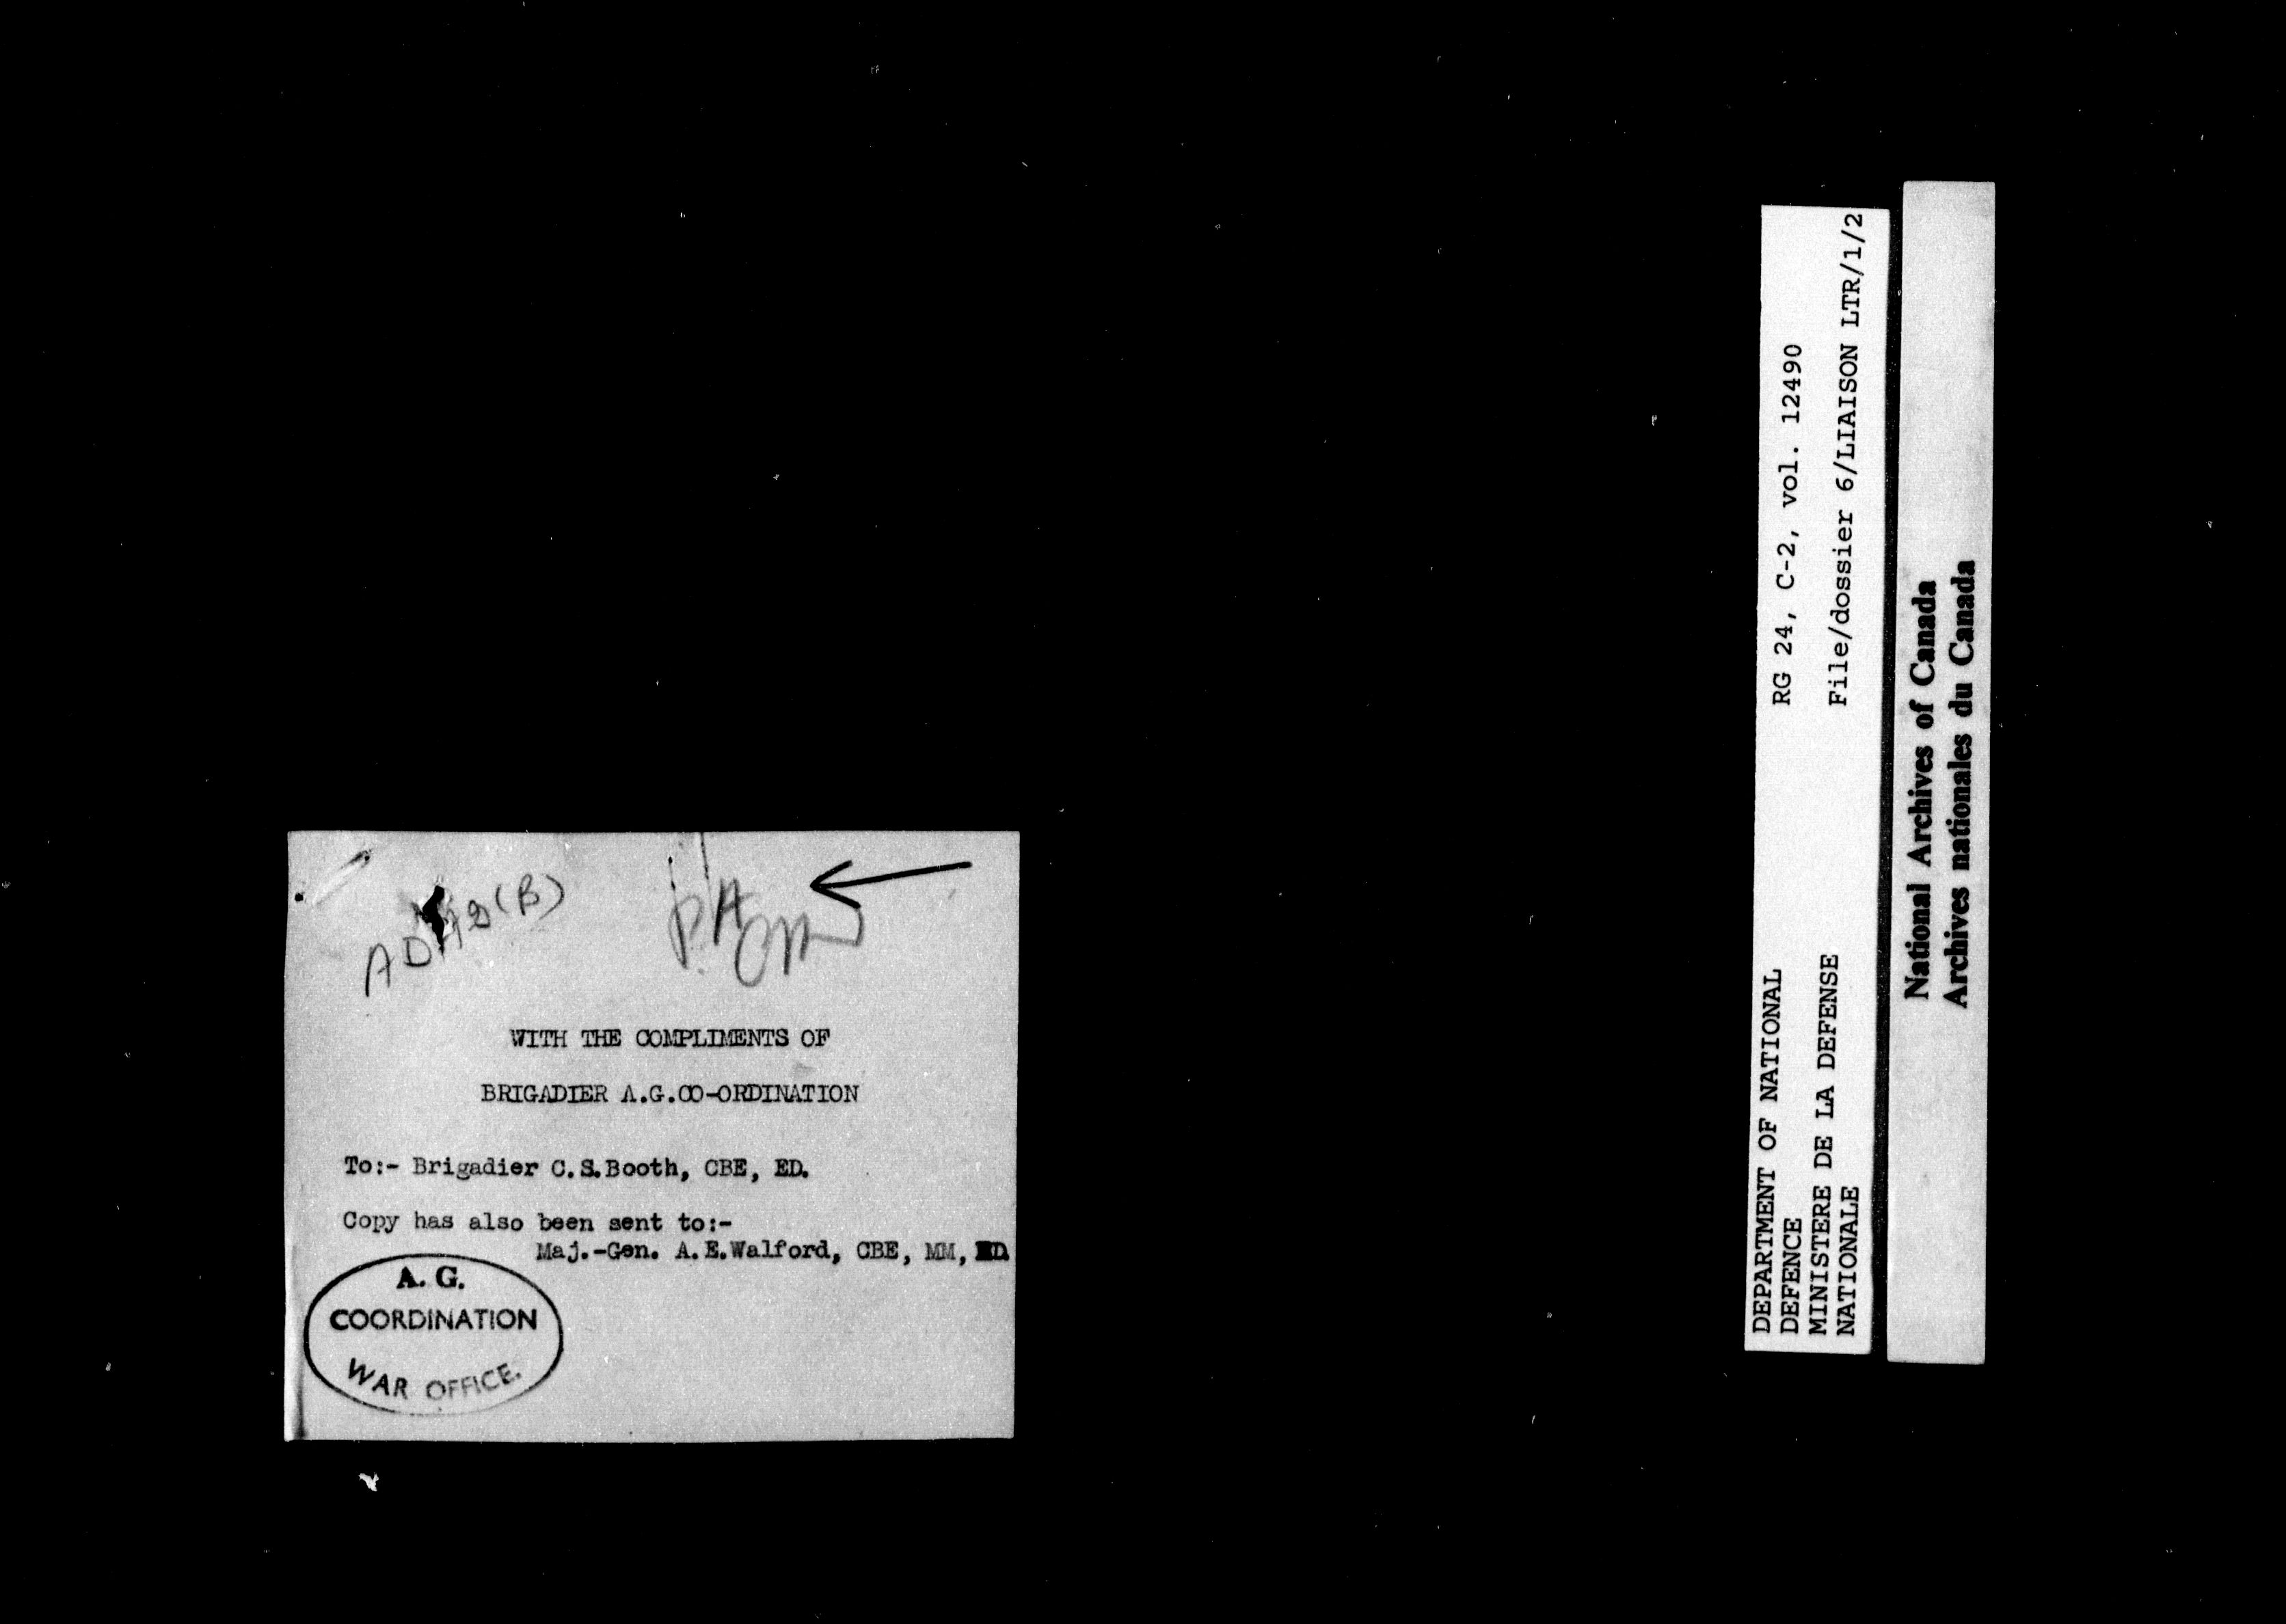 P.A.
WITH THE COMPLIMENTS OF
BRIGADIER A.G.CO-ORDINATION
To:- Brigadier C.S.Booth, CBE, ED.
Copy has also been sent to:-
Maj.-Gen. A.E.Walford, CBE, MM, ED
A. G.
COORDINATION
WAR OFFICE.
DEPARTMENT OF NATIONAL
DEFENCE
MINISTERE DE LA DEFENSE
NATIONALE
RG 24, C-2, vol. 12490
File/dossier 6/LIAISON LTR/1/2
National Archives of Canada
Archives nationales du Canada